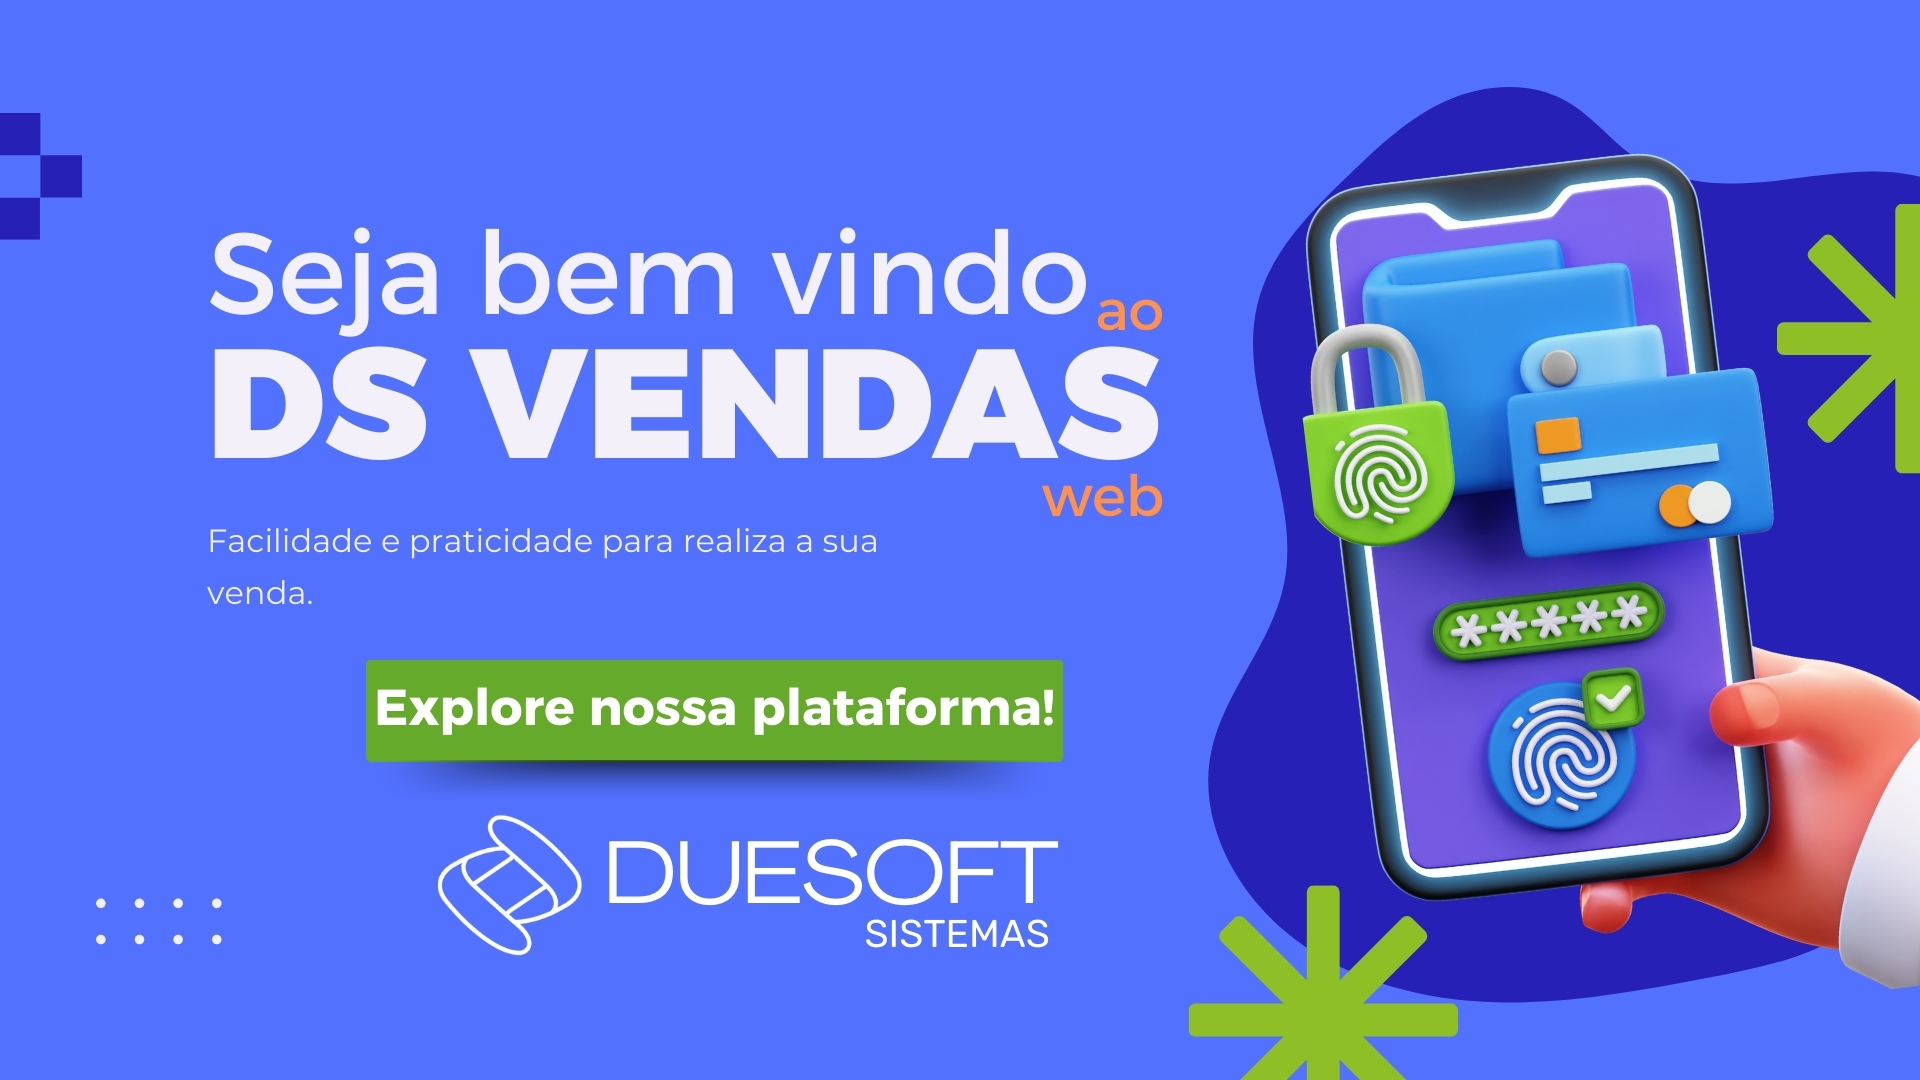 Seja bem vindo ao
DS VENDAS
web
Facilidade e praticidade para realiza a sua
venda.
Explore nossa plataforma!
DUESOFT
SISTEMAS
*****